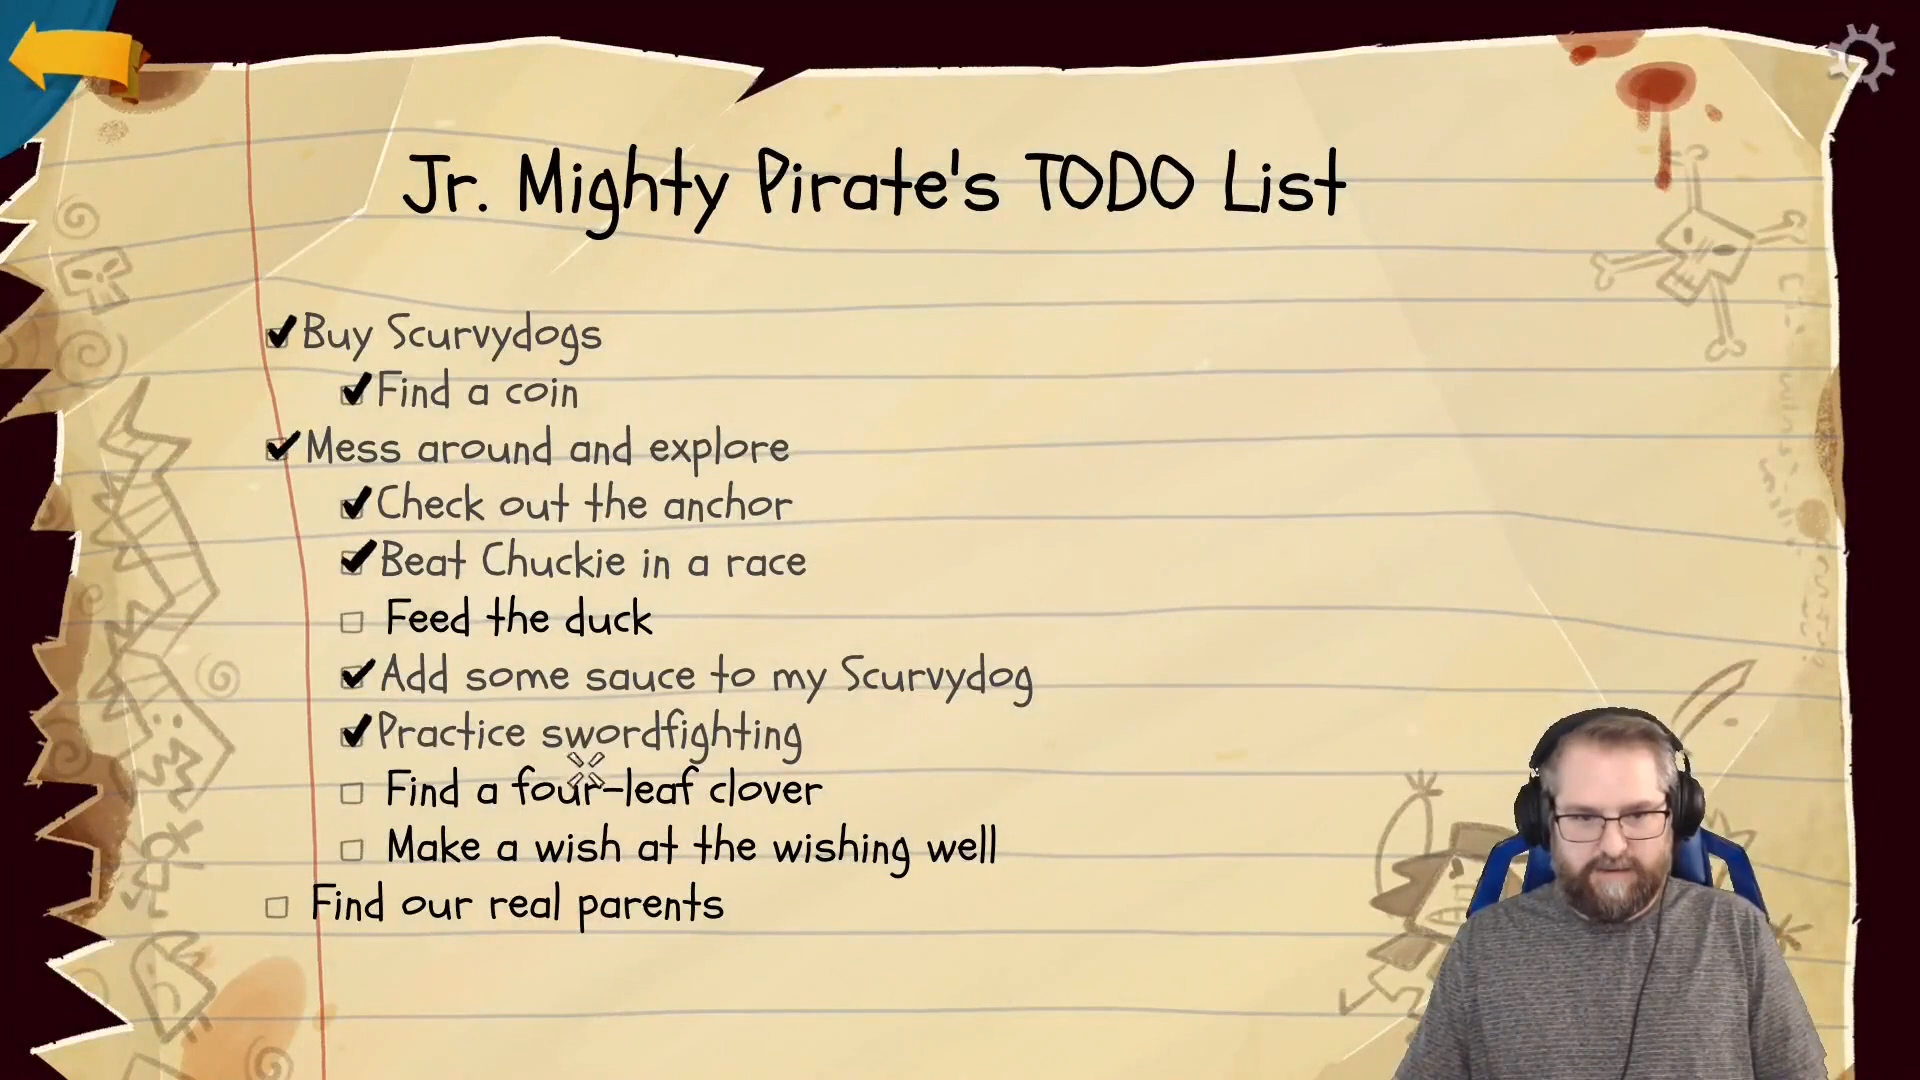 Jr. Mighty Pirate's TODO List
Buy Scurvydogs
Find a coin
Mess around and explore
Check out the anchor
Beat Chuckie in a race
Feed the duck
Add some sauce to my Scurvydog
Practice swordfighting
Find a four-leaf clover
Make a wish at the wishing well
Find our real parents